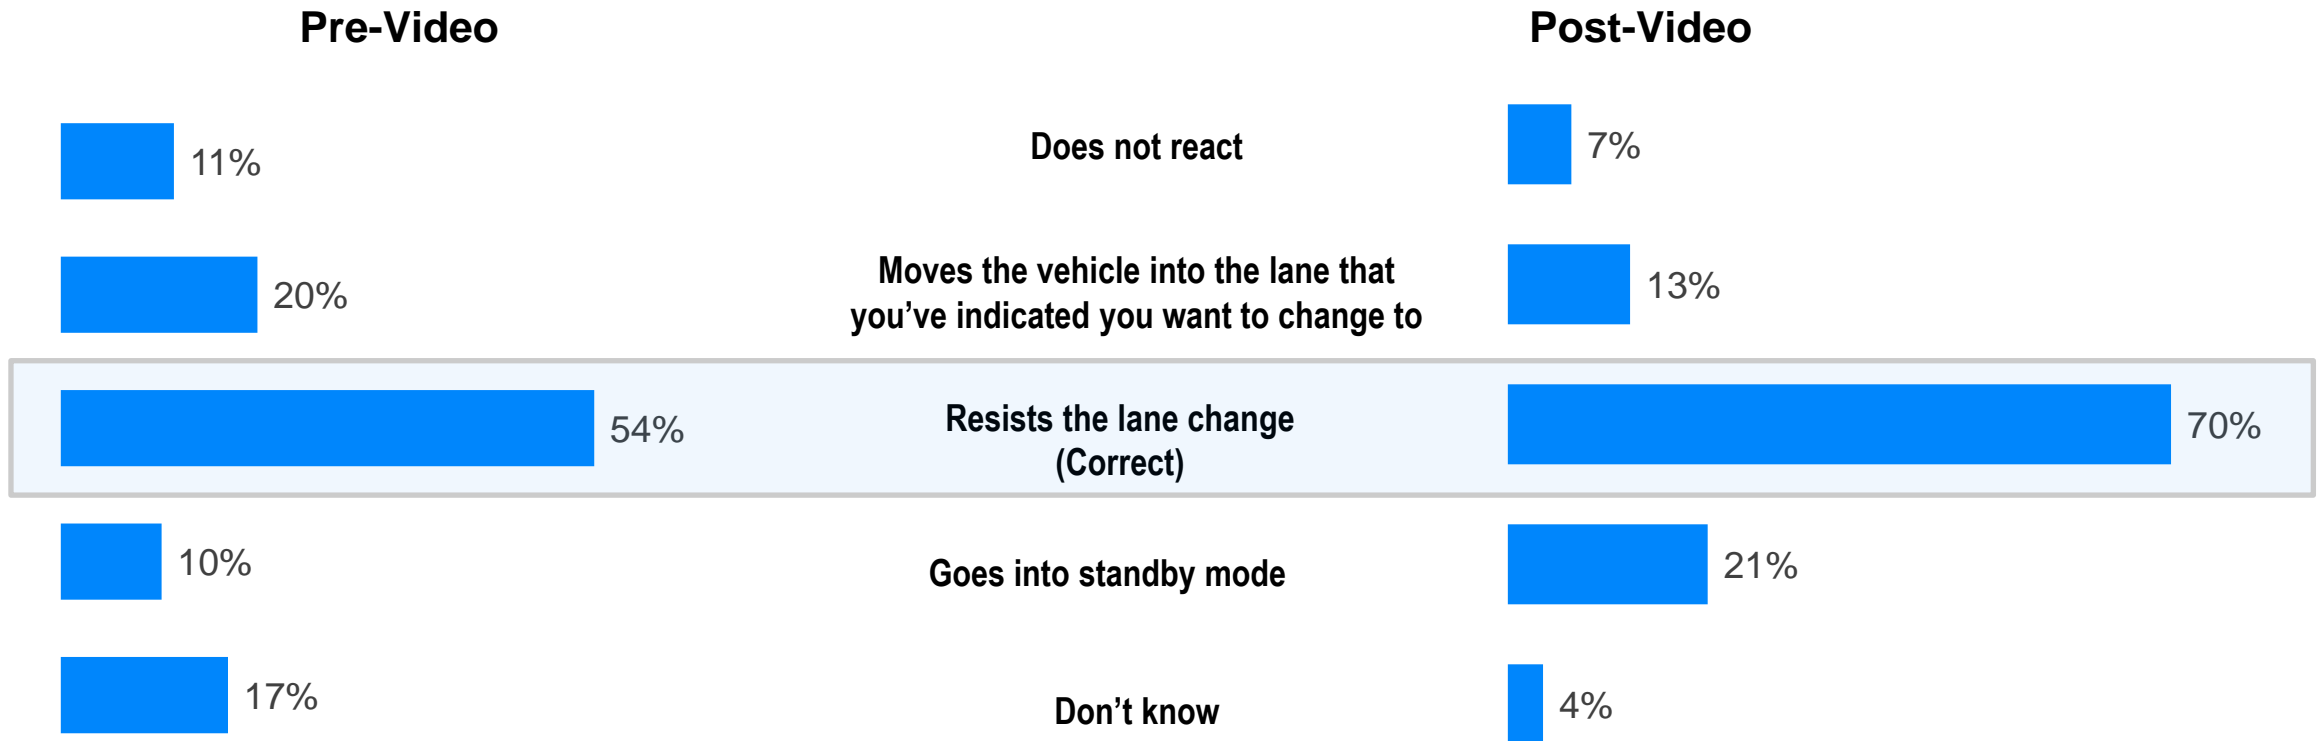 Pre-Video
Post-Video
11%
Does not react
7%
20%
Moves the vehicle into the lane that
you’ve indicated you want to change to
13%
54%
Resists the lane change
(Correct)
70%
10%
Goes into standby mode
21%
17%
Don’t know
4%